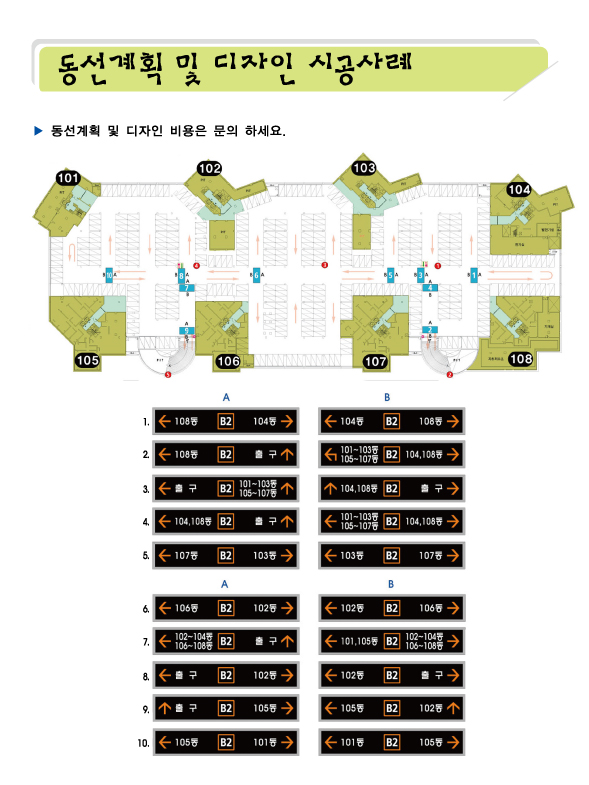 동선계획 및 디자인 시공사례
▶ 동선계획 및 디자인 비용은 문의 하세요.
101
102
103
104
105
106
107
108
A B
1. ← 108동 B2 104동 → ← 104동 B2 108동 →
2. ← 108동 B2 출 구 ↑ ↰ 101~103동 105~107동 B2 104,108동 →
3. ← 출 구 B2 101~103동 105~107동 ↑ ↑ 104,108동 B2 출 구 →
4. ← 104,108동 B2 출 구 ↑ ← 101~103동 105~107동 B2 104,108동 →
5. ← 107동 B2 103동 → ← 103동 B2 107동 →
A B
6. ← 106동 B2 102동 → ← 102동 B2 106동 →
7. ← 102~104동 106~108동 B2 출 구 ↑ ← 101,105동 B2 102~104동 106~108동 →
8. ← 출 구 B2 102동 → ← 102동 B2 출 구 →
9. ↑ 출 구 B2 105동 → ← 105동 B2 102동 ↑
10. ← 105동 B2 101동 → ← 101동 B2 105동 →